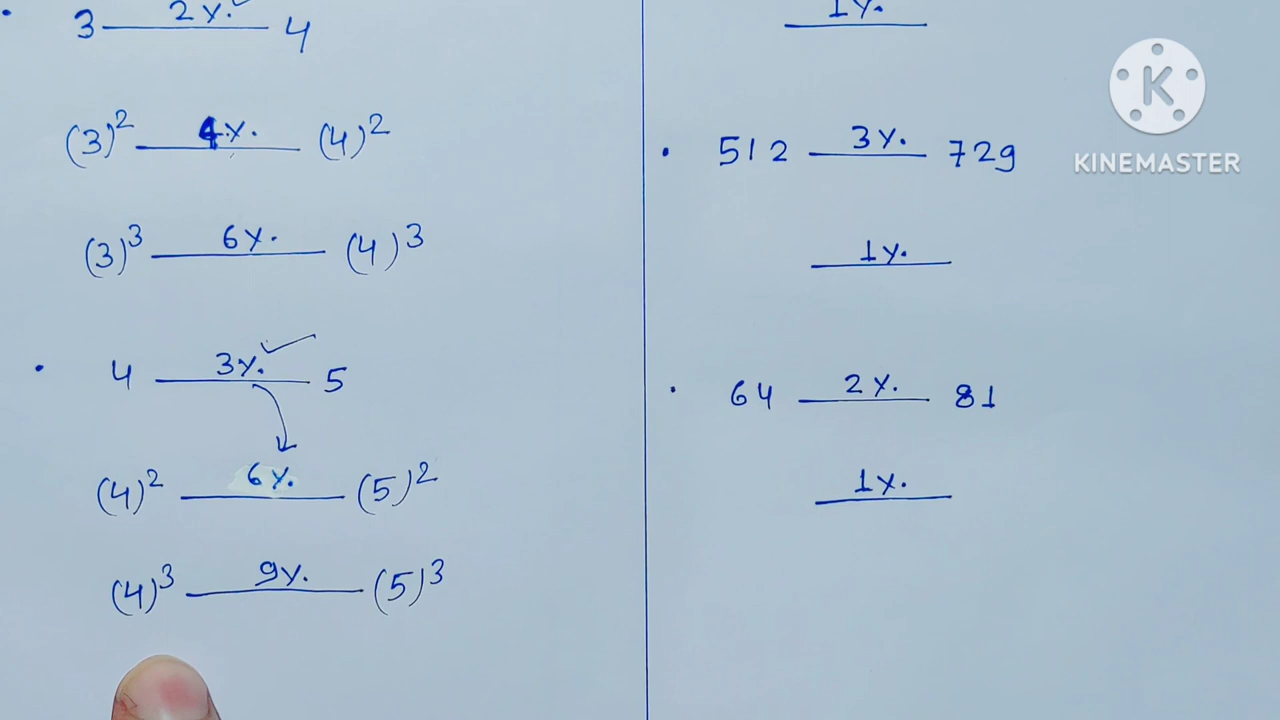 3 2y. 4
(3)² 4y. (4)²
(3)³ 6y. (4)³
• 4 3y. 5
(4)² 6y. (5)²
(4)³ 9y. (5)³
1y.
• 512 3y. 729
1y.
• 64 2y. 81
1y.
KINEMASTER